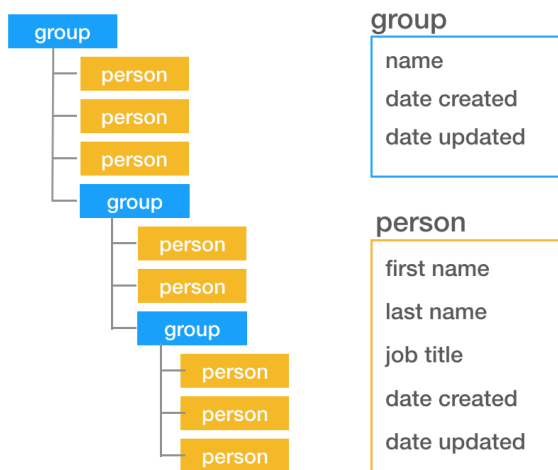 group
person
person
person
group
person
person
group
person
person
person
group
name
date created
date updated
person
first name
last name
job title
date created
date updated